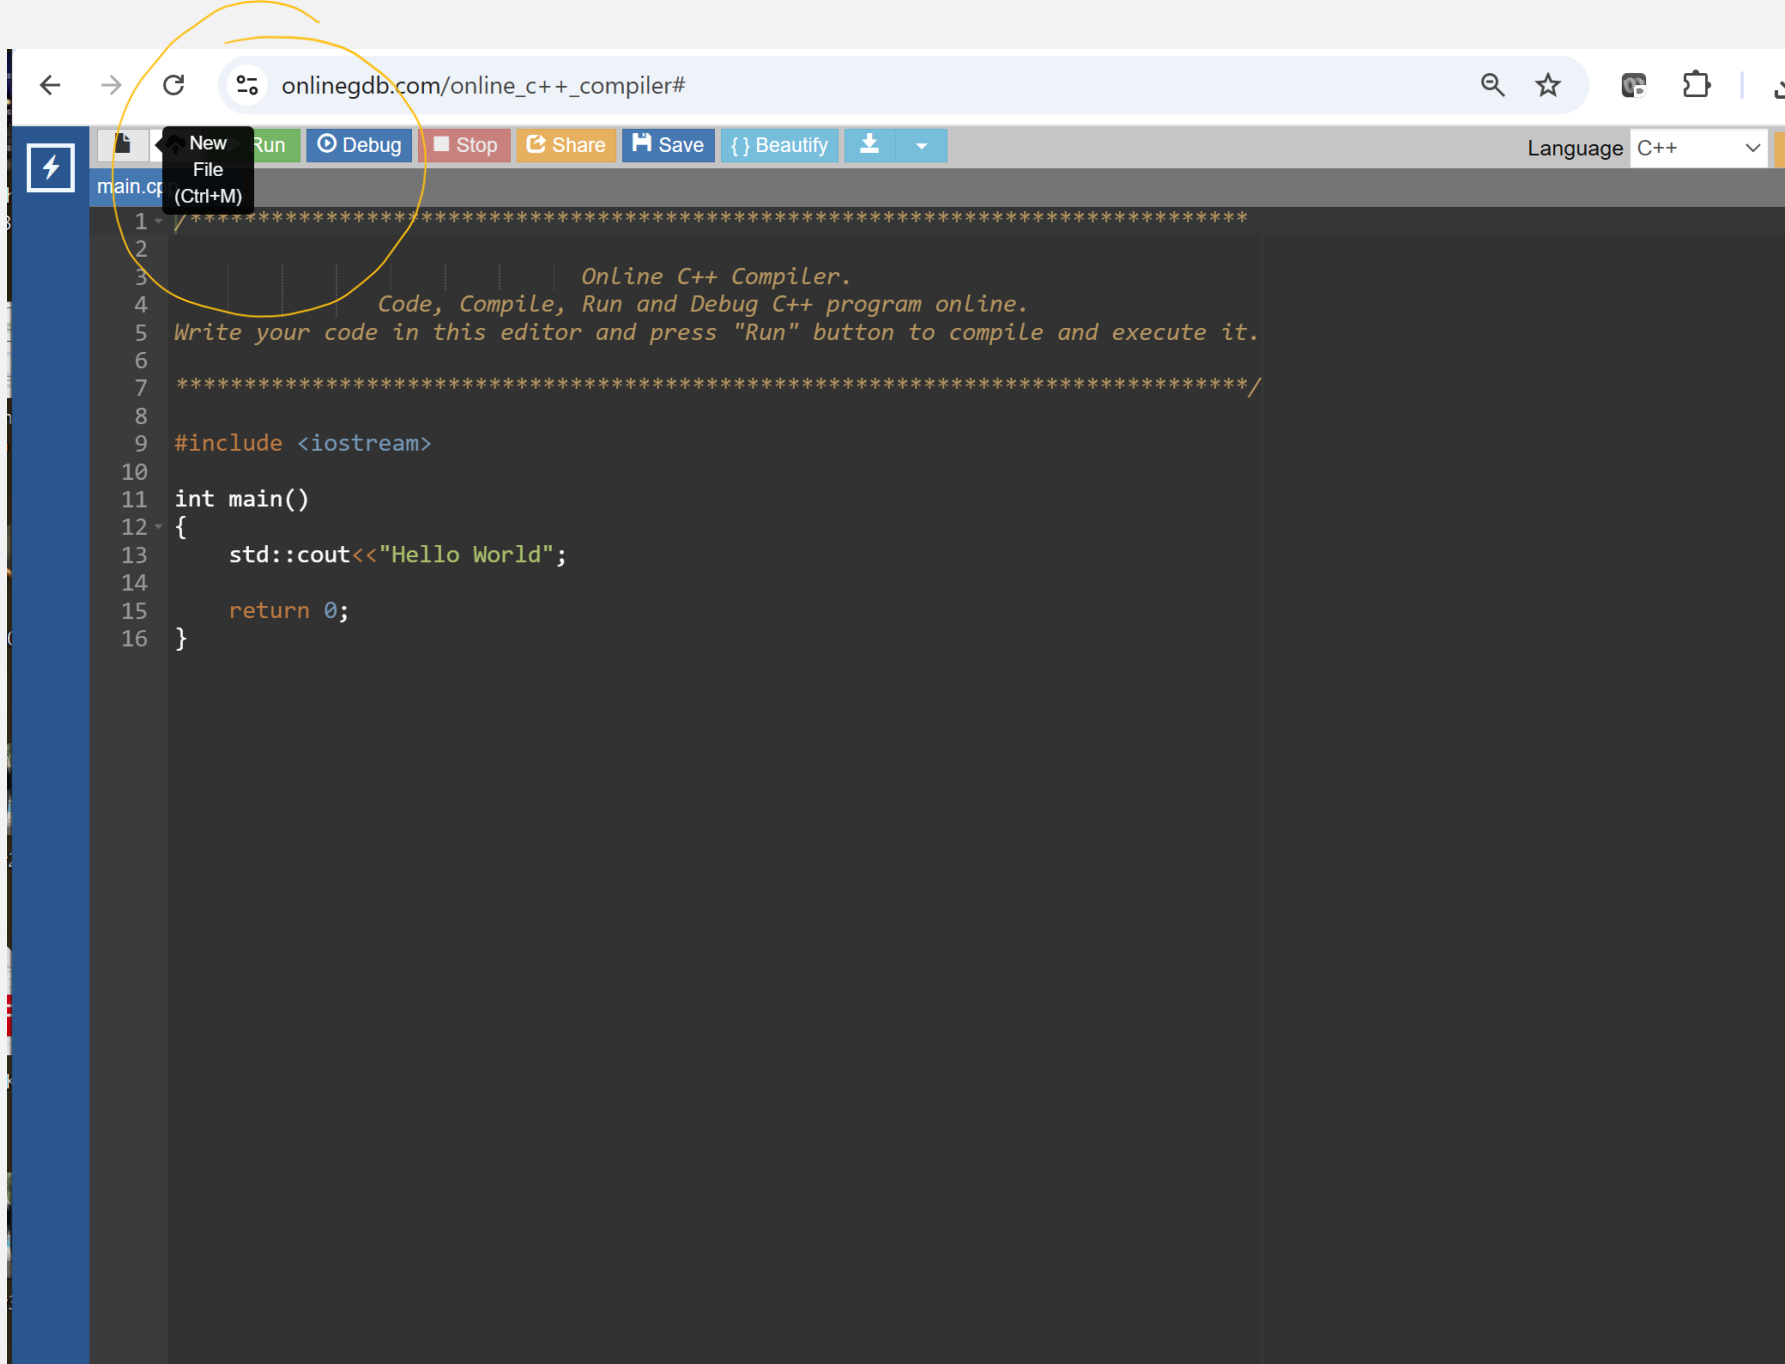 onlinegdb.com/online_c++_compiler#
New File (Ctrl+M)
Run Debug Stop Share Save { } Beautify
Language C++
main.cp
1 /******************************************************************************
2
3 Online C++ Compiler.
4 Code, Compile, Run and Debug C++ program online.
5 Write your code in this editor and press "Run" button to compile and execute it.
6
7 *******************************************************************************/
8
9 #include <iostream>
10
11 int main()
12 {
13 std::cout<<"Hello World";
14
15 return 0;
16 }